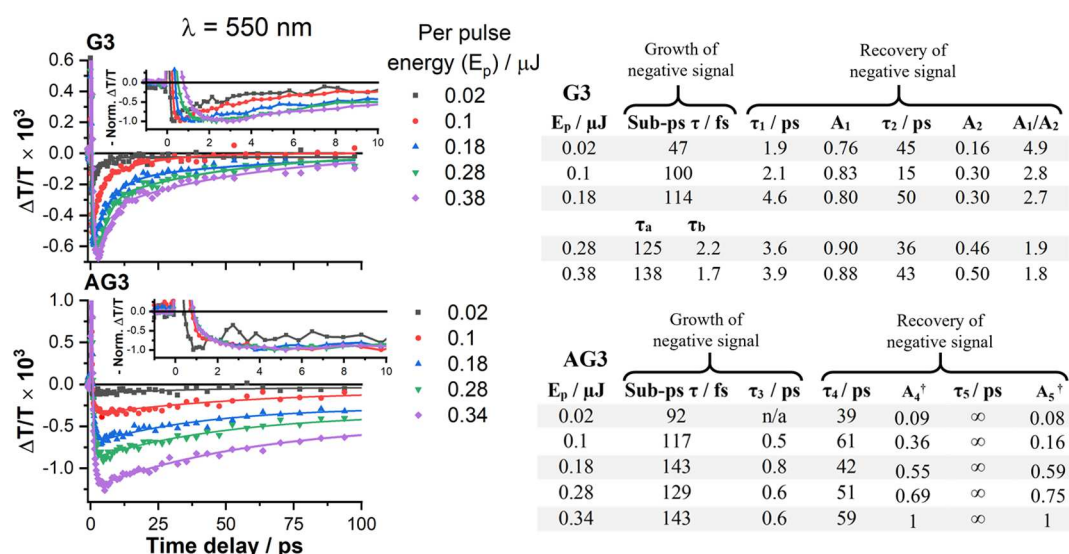 G3
λ = 550 nm
Per pulse
energy (Eₚ) / μJ
0.02
0.1
0.18
0.28
0.38
ΔT/T × 10³
0.6
0.4
0.2
0.0
-0.2
-0.4
-0.6
Norm. ΔT/T
0.0
-0.5
-1.0
0 2 4 6 8 10
0 25 50 75 100
AG3
0.02
0.1
0.18
0.28
0.34
ΔT/T × 10³
1.0
0.5
0.0
-0.5
-1.0
Norm. ΔT/T
0.0
-0.5
-1.0
0 2 4 6 8 10
0 25 50 75 100
Time delay / ps
Growth of
negative signal
Recovery of
negative signal
G3
Eₚ / μJ Sub-ps τ / fs τ₁ / ps A₁ τ₂ / ps A₂ A₁/A₂
0.02 47 1.9 0.76 45 0.16 4.9
0.1 100 2.1 0.83 15 0.30 2.8
0.18 114 4.6 0.80 50 0.30 2.7
τₐ τb
0.28 125 2.2 3.6 0.90 36 0.46 1.9
0.38 138 1.7 3.9 0.88 43 0.50 1.8
Growth of
negative signal
Recovery of
negative signal
AG3
Eₚ / μJ Sub-ps τ / fs τ₃ / ps τ₄ / ps A₄† τ₅ / ps A₅†
0.02 92 n/a 39 0.09 ∞ 0.08
0.1 117 0.5 61 0.36 ∞ 0.16
0.18 143 0.8 42 0.55 ∞ 0.59
0.28 129 0.6 51 0.69 ∞ 0.75
0.34 143 0.6 59 1 ∞ 1